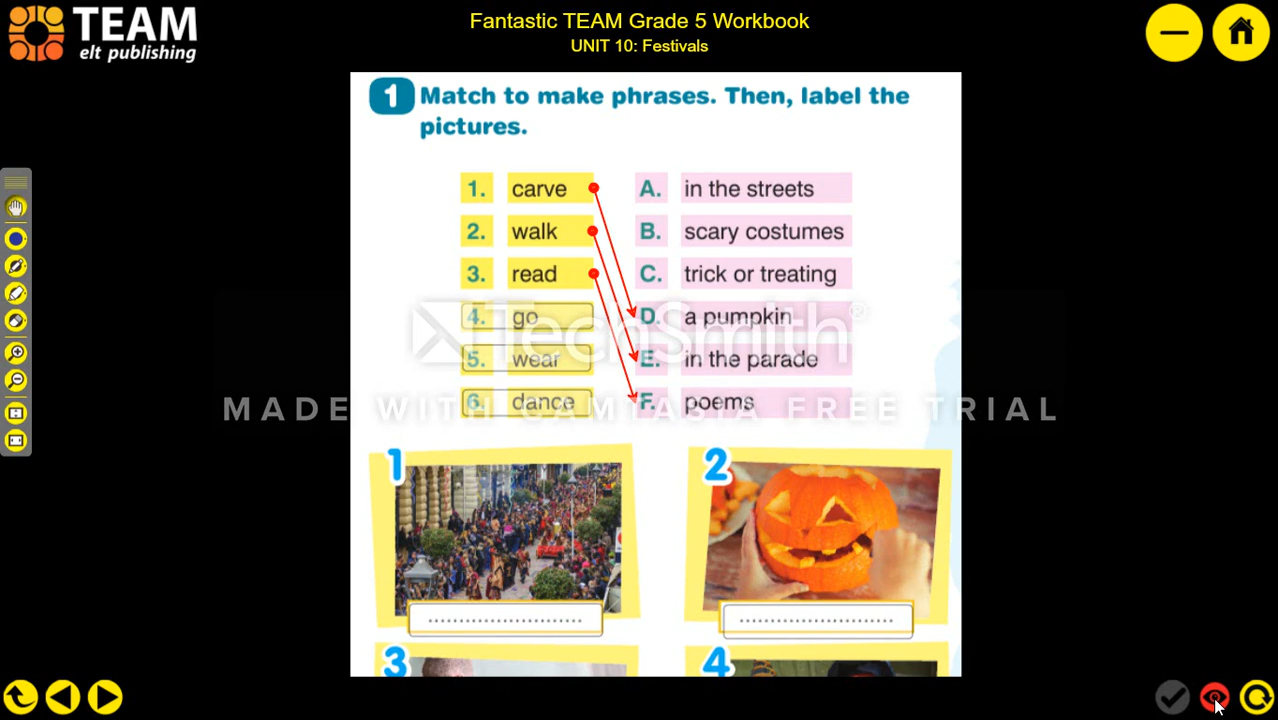 TEAM
elt publishing
Fantastic TEAM Grade 5 Workbook
UNIT 10: Festivals
1 Match to make phrases. Then, label the
pictures.
1. carve A. in the streets
2. walk B. scary costumes
3. read C. trick or treating
4. go D. a pumpkin
5. wear E. in the parade
6. dance F. poems
TechSmith®
MADE WITH CAMTASIA FREE TRIAL
1 2
........................... ...........................
3 4